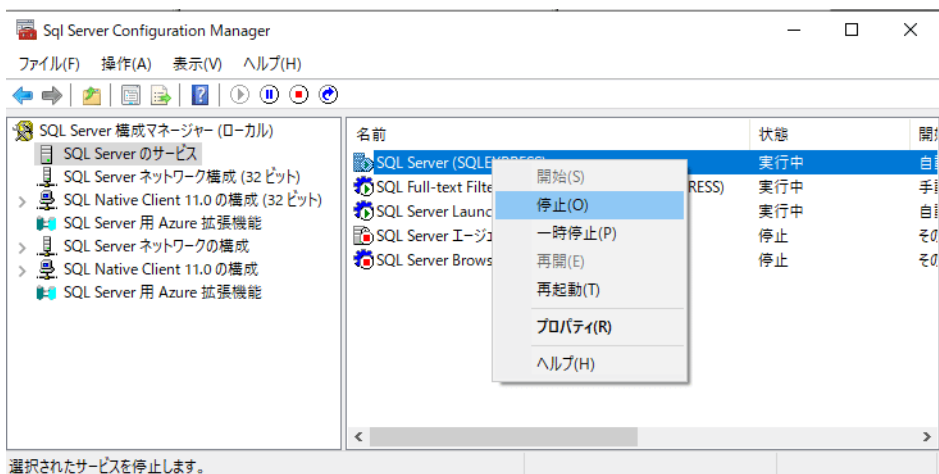 Sql Server Configuration Manager
ファイル(F) 操作(A) 表示(V) ヘルプ(H)
SQL Server 構成マネージャー (ローカル)
SQL Server のサービス
SQL Server ネットワーク構成 (32 ビット)
SQL Native Client 11.0 の構成 (32 ビット)
SQL Server 用 Azure 拡張機能
SQL Server ネットワークの構成
SQL Native Client 11.0 の構成
SQL Server 用 Azure 拡張機能
名前 状態
SQL Server (SQLEXPRESS) 実行中
SQL Full-text Filte RESS) 実行中
SQL Server Launc 実行中
SQL Server エージェ 停止 その
SQL Server Brows 停止 その
開始(S)
停止(O)
一時停止(P)
再開(E)
再起動(T)
プロパティ(R)
ヘルプ(H)
選択されたサービスを停止します。